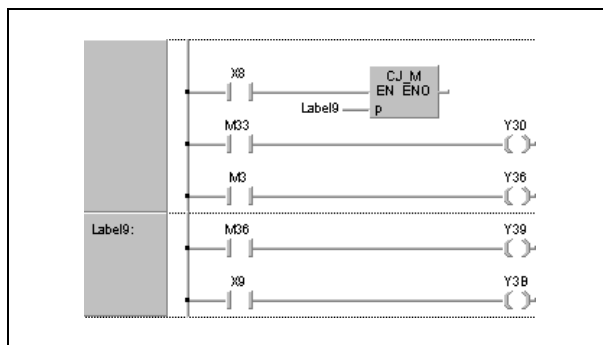 X8
CJ_M
EN ENO
Label9
p
M33
Y30
M3
Y36
Label9:
M36
Y39
X9
Y3B